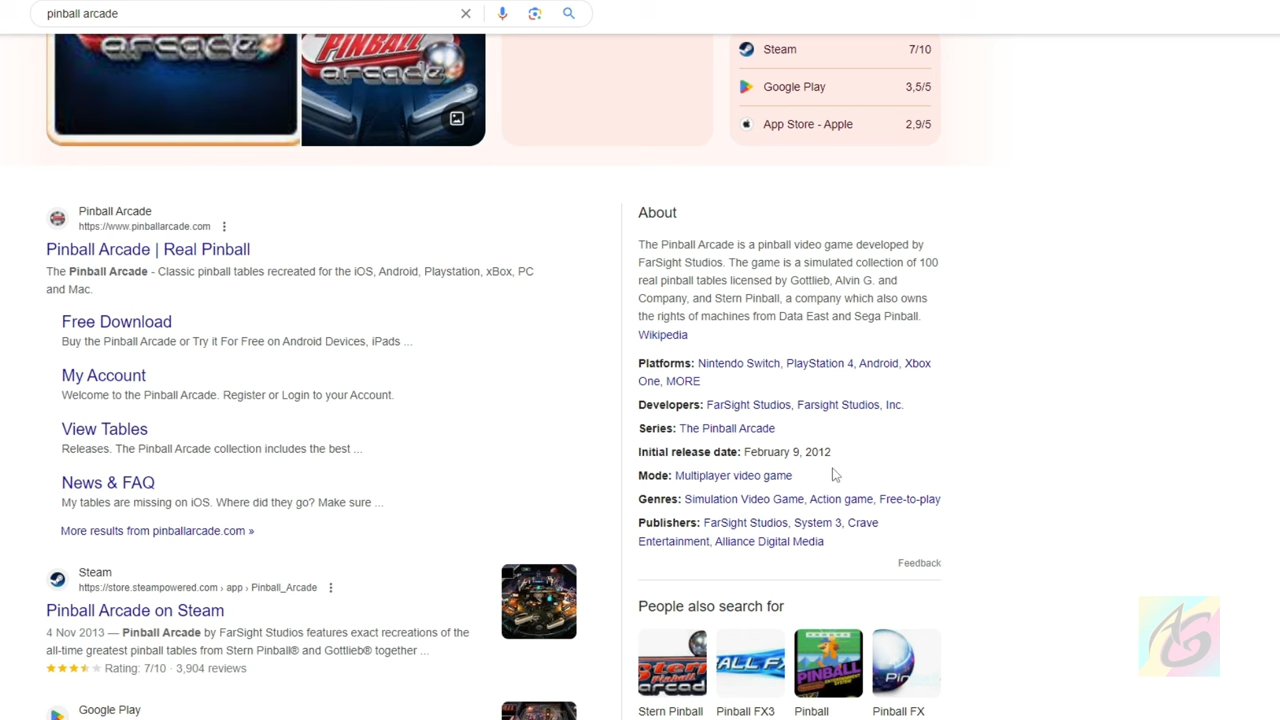 pinball arcade
arcade
PINBALL
arcade
Steam 7/10
Google Play 3,5/5
App Store - Apple 2,9/5
Pinball Arcade
https://www.pinballarcade.com
Pinball Arcade | Real Pinball
The Pinball Arcade - Classic pinball tables recreated for the iOS, Android, Playstation, xBox, PC
and Mac.
Free Download
Buy the Pinball Arcade or Try it For Free on Android Devices, iPads ...
My Account
Welcome to the Pinball Arcade. Register or Login to your Account.
View Tables
Releases. The Pinball Arcade collection includes the best ...
News & FAQ
My tables are missing on iOS. Where did they go? Make sure ...
More results from pinballarcade.com »
Steam
https://store.steampowered.com › app › Pinball_Arcade
Pinball Arcade on Steam
4 Nov 2013 — Pinball Arcade by FarSight Studios features exact recreations of the
all-time greatest pinball tables from Stern Pinball® and Gottlieb® together ...
Rating: 7/10 · 3,904 reviews
Google Play
About
The Pinball Arcade is a pinball video game developed by
FarSight Studios. The game is a simulated collection of 100
real pinball tables licensed by Gottlieb, Alvin G. and
Company, and Stern Pinball, a company which also owns
the rights of machines from Data East and Sega Pinball.
Wikipedia
Platforms: Nintendo Switch, PlayStation 4, Android, Xbox
One, MORE
Developers: FarSight Studios, Farsight Studios, Inc.
Series: The Pinball Arcade
Initial release date: February 9, 2012
Mode: Multiplayer video game
Genres: Simulation Video Game, Action game, Free-to-play
Publishers: FarSight Studios, System 3, Crave
Entertainment, Alliance Digital Media
Feedback
People also search for
Stern
Pinball
arcad
ALL FX
PINBALL
Pin
Stern Pinball Pinball FX3 Pinball Pinball FX
AG